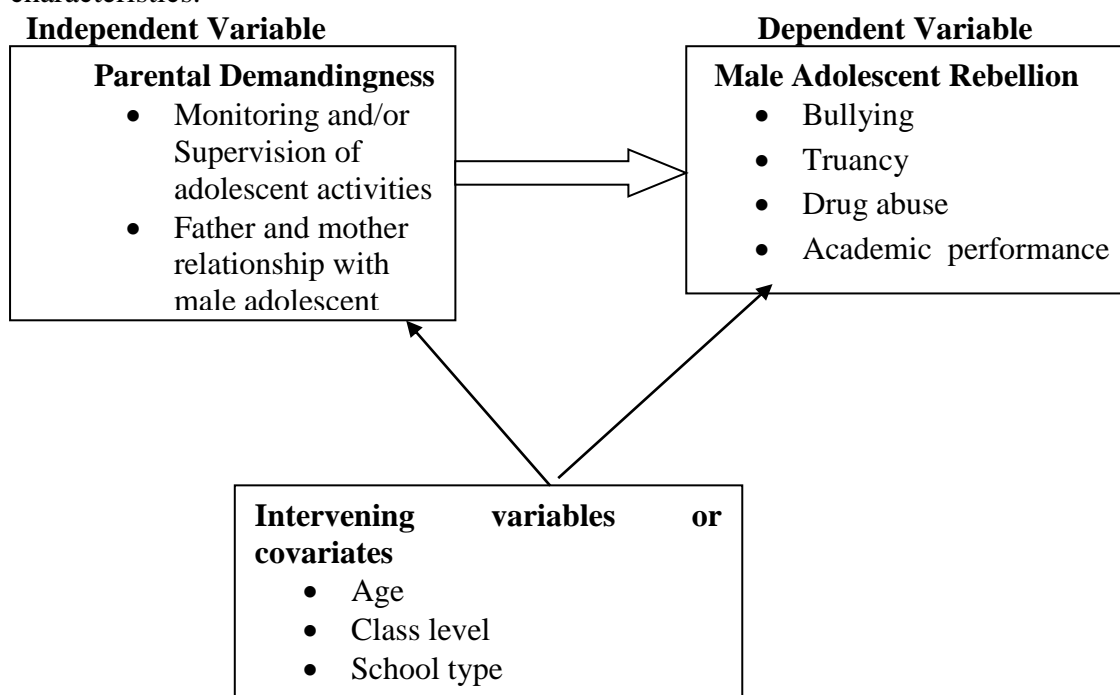 characteristics.
Independent Variable
Dependent Variable
Parental Demandingness
• Monitoring and/or
Supervision of
adolescent activities
• Father and mother
relationship with
male adolescent
Male Adolescent Rebellion
• Bullying
• Truancy
• Drug abuse
• Academic performance
Intervening variables or
covariates
• Age
• Class level
• School type